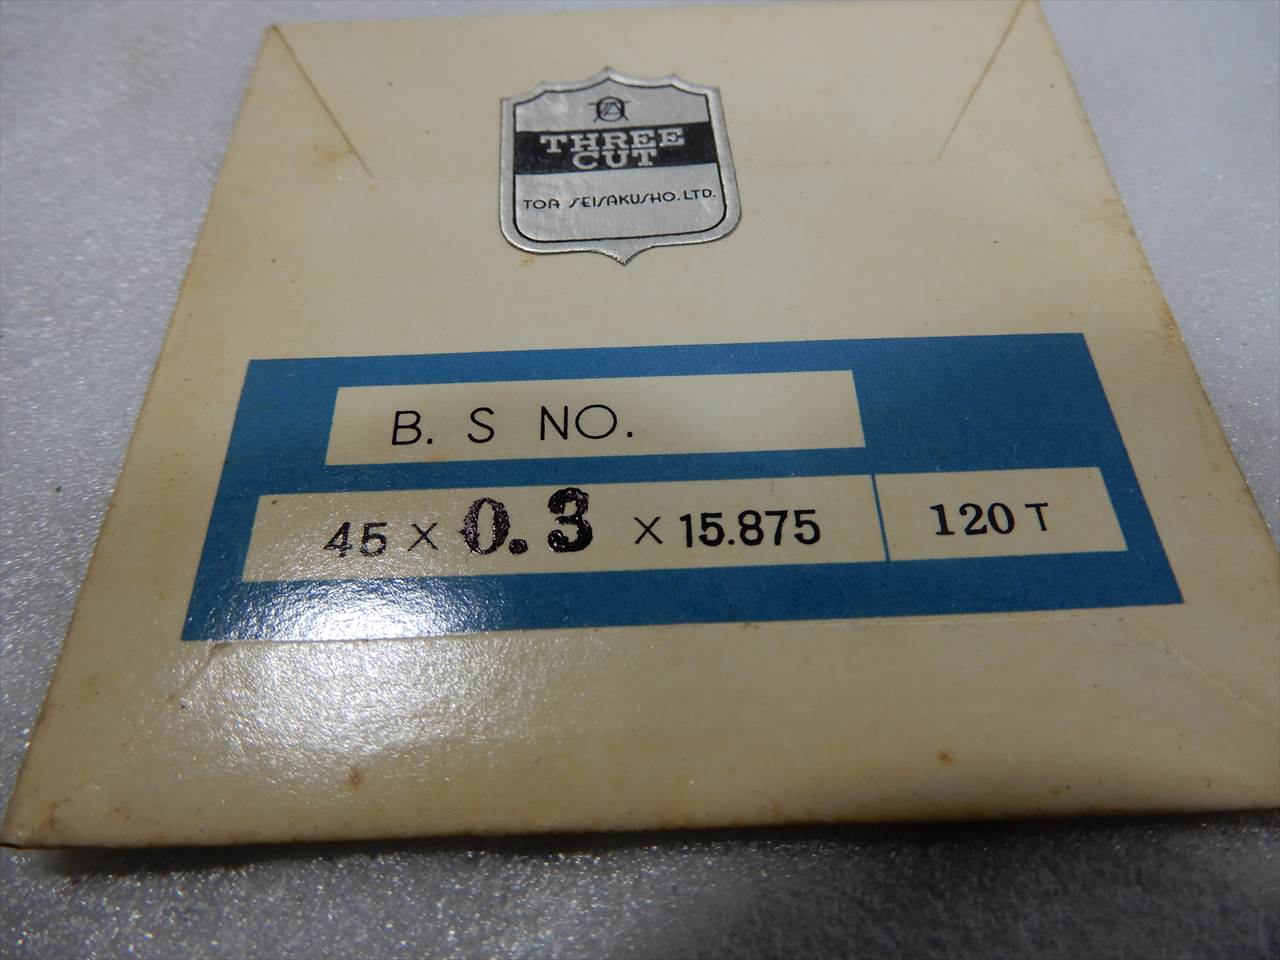 THREE
CUT
TOA SEISAKUSHO. LTD.
B. S NO.
45 × 0.3 × 15.875 120 T